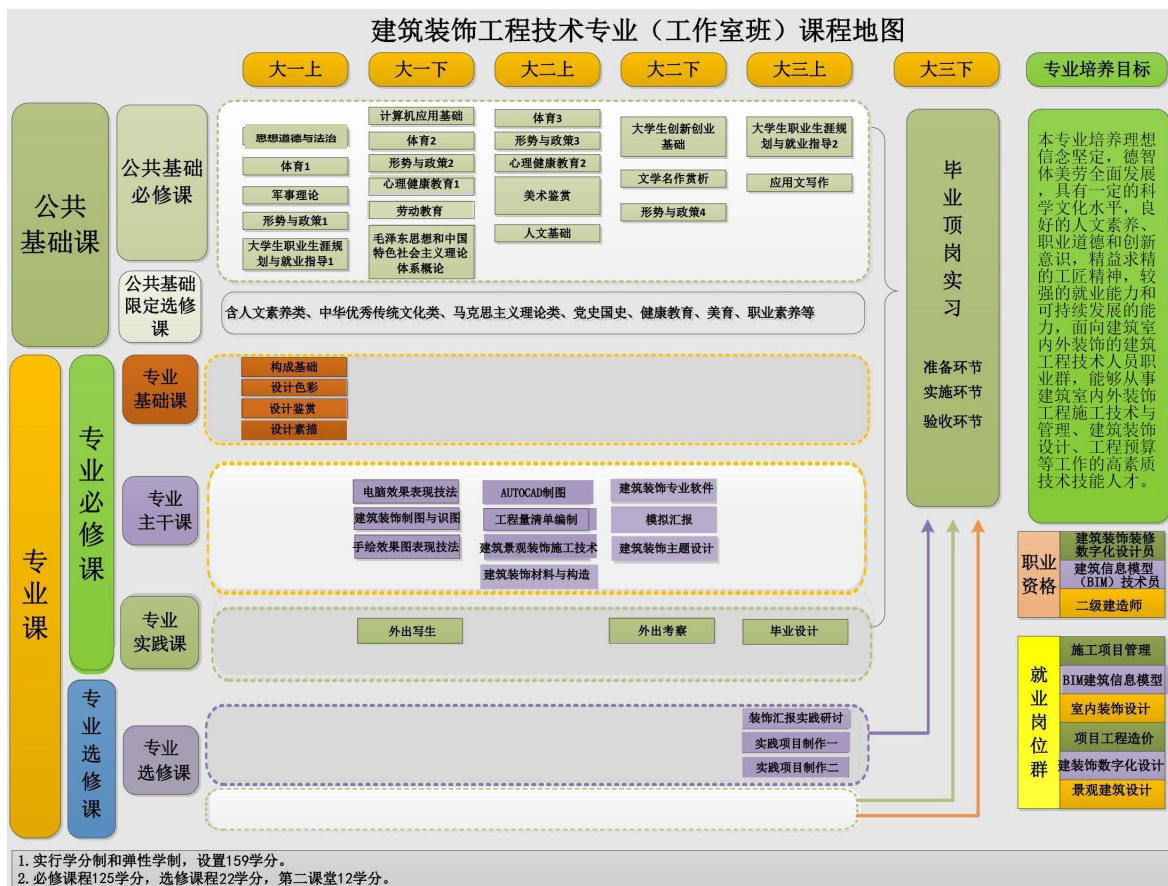 建筑装饰工程技术专业（工作室班）课程地图
大一上
大一下
大二上
大二下
大三上
大三下
专业培养目标
公共
基础课
公共基础
必修课
思想道德与法治
体育1
军事理论
形势与政策1
大学生职业生涯规
划与就业指导1
计算机应用基础
体育2
形势与政策2
心理健康教育1
劳动教育
毛泽东思想和中国
特色社会主义理论
体系概论
体育3
形势与政策3
心理健康教育2
美术鉴赏
人文基础
大学生创新创业
基础
文学名作赏析
形势与政策4
大学生职业生涯规
划与就业指导2
应用文写作
公共基础
限定选修
课
含人文素养类、中华优秀传统文化类、马克思主义理论类、党史国史、健康教育、美育、职业素养等
专业课
专业必修课
专业
基础课
构成基础
设计色彩
设计鉴赏
设计素描
专业
主干课
电脑效果表现技法
建筑装饰制图与识图
手绘效果图表现技法
AUTOCAD制图
工程量清单编制
建筑景观装饰施工技术
建筑装饰材料与构造
建筑装饰专业软件
模拟汇报
建筑装饰主题设计
专业
实践课
外出写生
外出考察
毕业设计
专业选修课
专业
选修课
装饰汇报实践研讨
实践项目制作一
实践项目制作二
毕业顶岗实习
准备环节
实施环节
验收环节
本专业培养理想
信念坚定，德智
体美劳全面发展
，具有一定的科
学文化水平，良
好的人文素养、
职业道德和创新
意识，精益求精
的工匠精神，较
强的就业能力和
可持续发展的能
力，面向建筑室
内外装饰的建筑
工程技术人员职
业群，能够从事
建筑室内外装饰
工程施工技术与
管理、建筑装饰
设计、工程预算
等工作的高素质
技术技能人才。
职业
资格
建筑装饰装修
数字化设计员
建筑信息模型
（BIM）技术员
二级建造师
就业岗位群
施工项目管理
BIM建筑信息模型
室内装饰设计
项目工程造价
建装饰数字化设计
景观建筑设计
1. 实行学分制和弹性学制，设置159学分。
2. 必修课程125学分，选修课程22学分，第二课堂12学分。